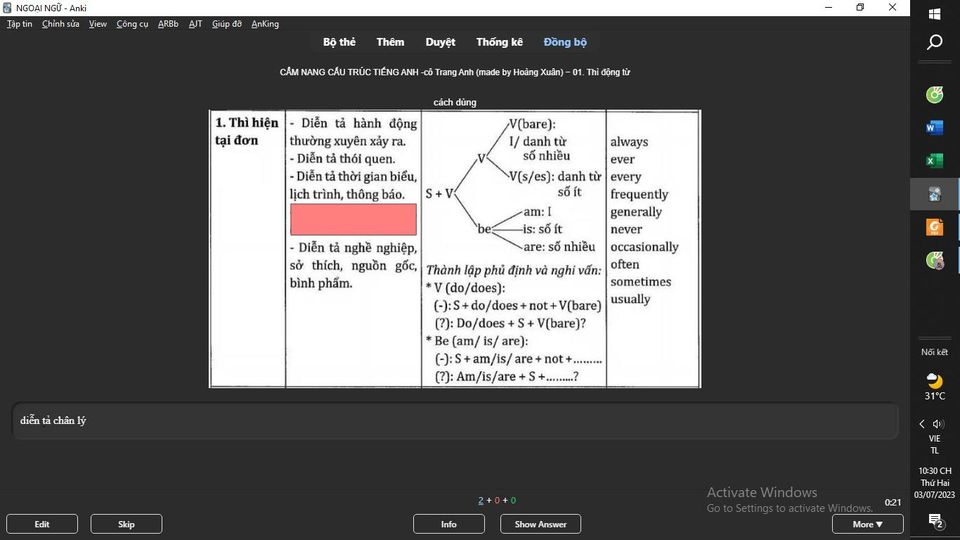 NGOẠI NGỮ - Anki
Tập tin Chỉnh sửa View Công cụ ARBb AJT Giúp đỡ AnKing
Bộ thẻ Thêm Duyệt Thống kê Đồng bộ
CẨM NANG CẤU TRÚC TIẾNG ANH -cô Trang Anh (made by Hoàng Xuân) – 01. Thì động từ
cách dùng
1. Thì hiện
tại đơn
- Diễn tả hành động
thường xuyên xảy ra.
- Diễn tả thói quen.
- Diễn tả thời gian biểu,
lịch trình, thông báo.
- Diễn tả nghề nghiệp,
sở thích, nguồn gốc,
bình phẩm.
V(bare):
I/ danh từ
số nhiều
V
V(s/es): danh từ
số ít
S + V
am: I
be is: số ít
are: số nhiều
Thành lập phủ định và nghi vấn:
* V (do/does):
(-): S + do/does + not + V(bare)
(?): Do/does + S + V(bare)?
* Be (am/ is/ are):
(-): S + am/is/ are + not +.........
(?): Am/is/are + S +.........?
always
ever
every
frequently
generally
never
occasionally
often
sometimes
usually
diễn tả chân lý
2 + 0 + 0
Activate Windows
Go to Settings to activate Windows.
0:21
Edit Skip Info Show Answer More ▼
Nối kết
31°C
VIE
TL
10:30 CH
Thứ Hai
03/07/2023
2